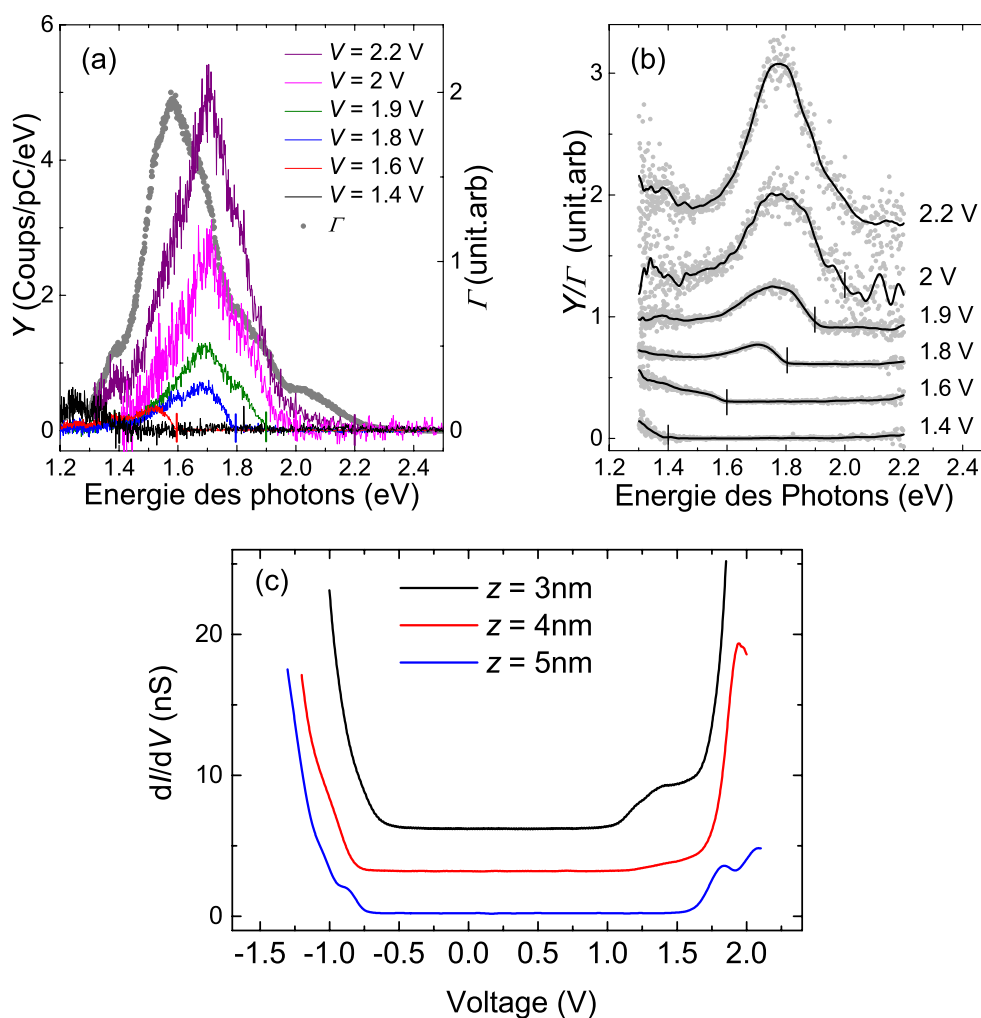 (a)
V = 2.2 V
V = 2 V
V = 1.9 V
V = 1.8 V
V = 1.6 V
V = 1.4 V
Γ
6
4
2
0
Y (Coups/pC/eV)
2
1
0
Γ (unit.arb)
1.2 1.4 1.6 1.8 2.0 2.2 2.4
Energie des photons (eV)
(b)
3
2
1
0
Y/Γ (unit.arb)
2.2 V
2 V
1.9 V
1.8 V
1.6 V
1.4 V
1.2 1.4 1.6 1.8 2.0 2.2 2.4
Energie des Photons (eV)
(c)
z = 3nm
z = 4nm
z = 5nm
20
10
0
dI/dV (nS)
-1.5 -1.0 -0.5 0.0 0.5 1.0 1.5 2.0
Voltage (V)